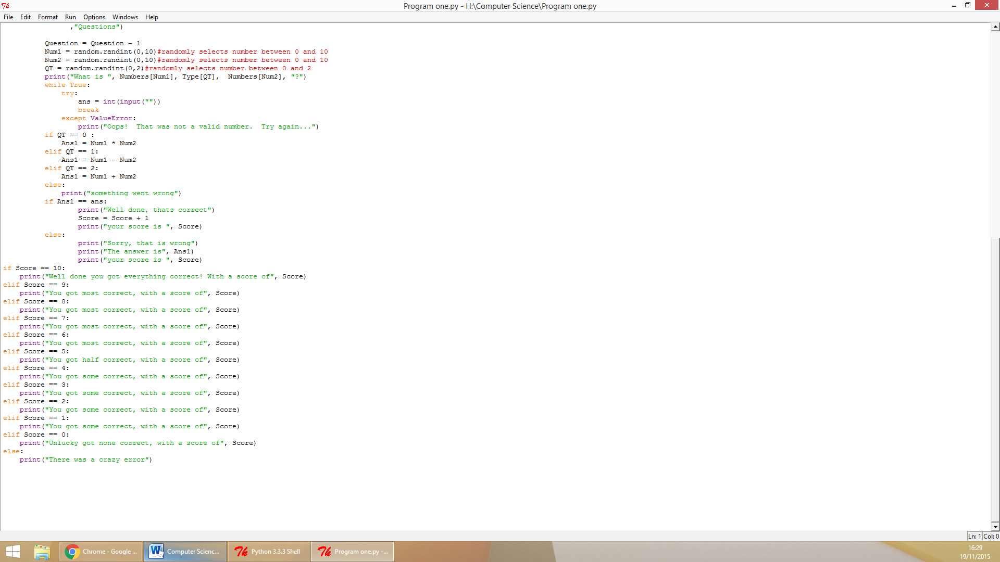 Program one.py - H:\Computer Science\Program one.py
File Edit Format Run Options Windows Help
                ,"Questions")

          Question = Question - 1
          Num1 = random.randint(0,10)#randomly selects number between 0 and 10
          Num2 = random.randint(0,10)#randomly selects number between 0 and 10
          QT = random.randint(0,2)#randomly selects number between 0 and 2
          print("What is ", Numbers[Num1], Type[QT],  Numbers[Num2], "?")
          while True:
              try:
                  ans = int(input(""))
                  break
              except ValueError:
                  print("Oops!  That was not a valid number.  Try again...")
          if QT == 0 :
              Ans1 = Num1 * Num2
          elif QT == 1:
              Ans1 = Num1 - Num2
          elif QT == 2:
              Ans1 = Num1 + Num2
          else:
              print("something went wrong")
          if Ans1 == ans:
                  print("Well done, thats correct")
                  Score = Score + 1
                  print("your score is ", Score)
          else:
                  print("Sorry, that is wrong")
                  print("The answer is", Ans1)
                  print("your score is ", Score)
if Score == 10:
    print("Well done you got everything correct! With a score of", Score)
elif Score == 9:
    print("You got most correct, with a score of", Score)
elif Score == 8:
    print("You got most correct, with a score of", Score)
elif Score == 7:
    print("You got most correct, with a score of", Score)
elif Score == 6:
    print("You got most correct, with a score of", Score)
elif Score == 5:
    print("You got half correct, with a score of", Score)
elif Score == 4:
    print("You got some correct, with a score of", Score)
elif Score == 3:
    print("You got some correct, with a score of", Score)
elif Score == 2:
    print("You got some correct, with a score of", Score)
elif Score == 1:
    print("You got some correct, with a score of", Score)
elif Score == 0:
    print("Unlucky got none correct, with a score of", Score)
else:
    print("There was a crazy error")
Ln: 1 Col: 0
Chrome - Google ... Computer Scienc... Python 3.3.3 Shell Program one.py -...
16:29
19/11/2015